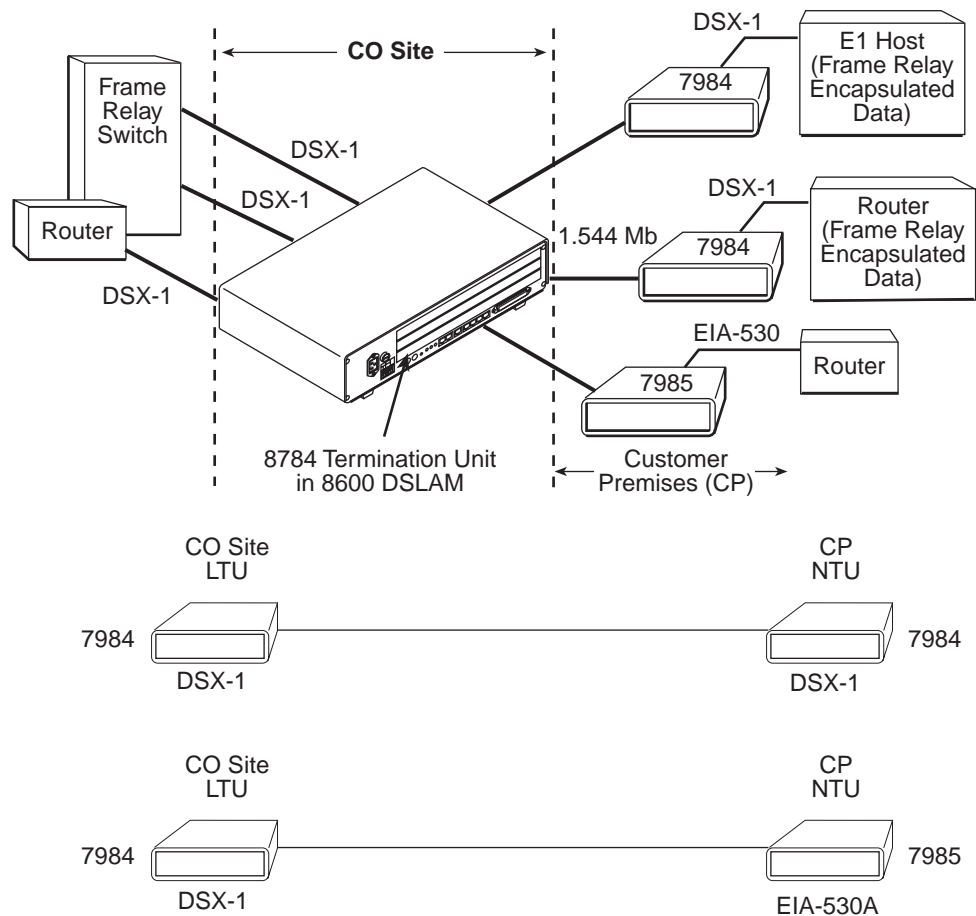 CO Site
DSX-1
E1 Host
(Frame Relay
Encapsulated
Data)
7984
Frame
Relay
Switch
DSX-1
DSX-1
Router
DSX-1
DSX-1
Router
(Frame Relay
Encapsulated
Data)
1.544 Mb
7984
EIA-530
Router
7985
8784 Termination Unit
in 8600 DSLAM
Customer
Premises (CP)
CO Site
LTU
CP
NTU
7984
7984
DSX-1
DSX-1
CO Site
LTU
CP
NTU
7984
7985
DSX-1
EIA-530A